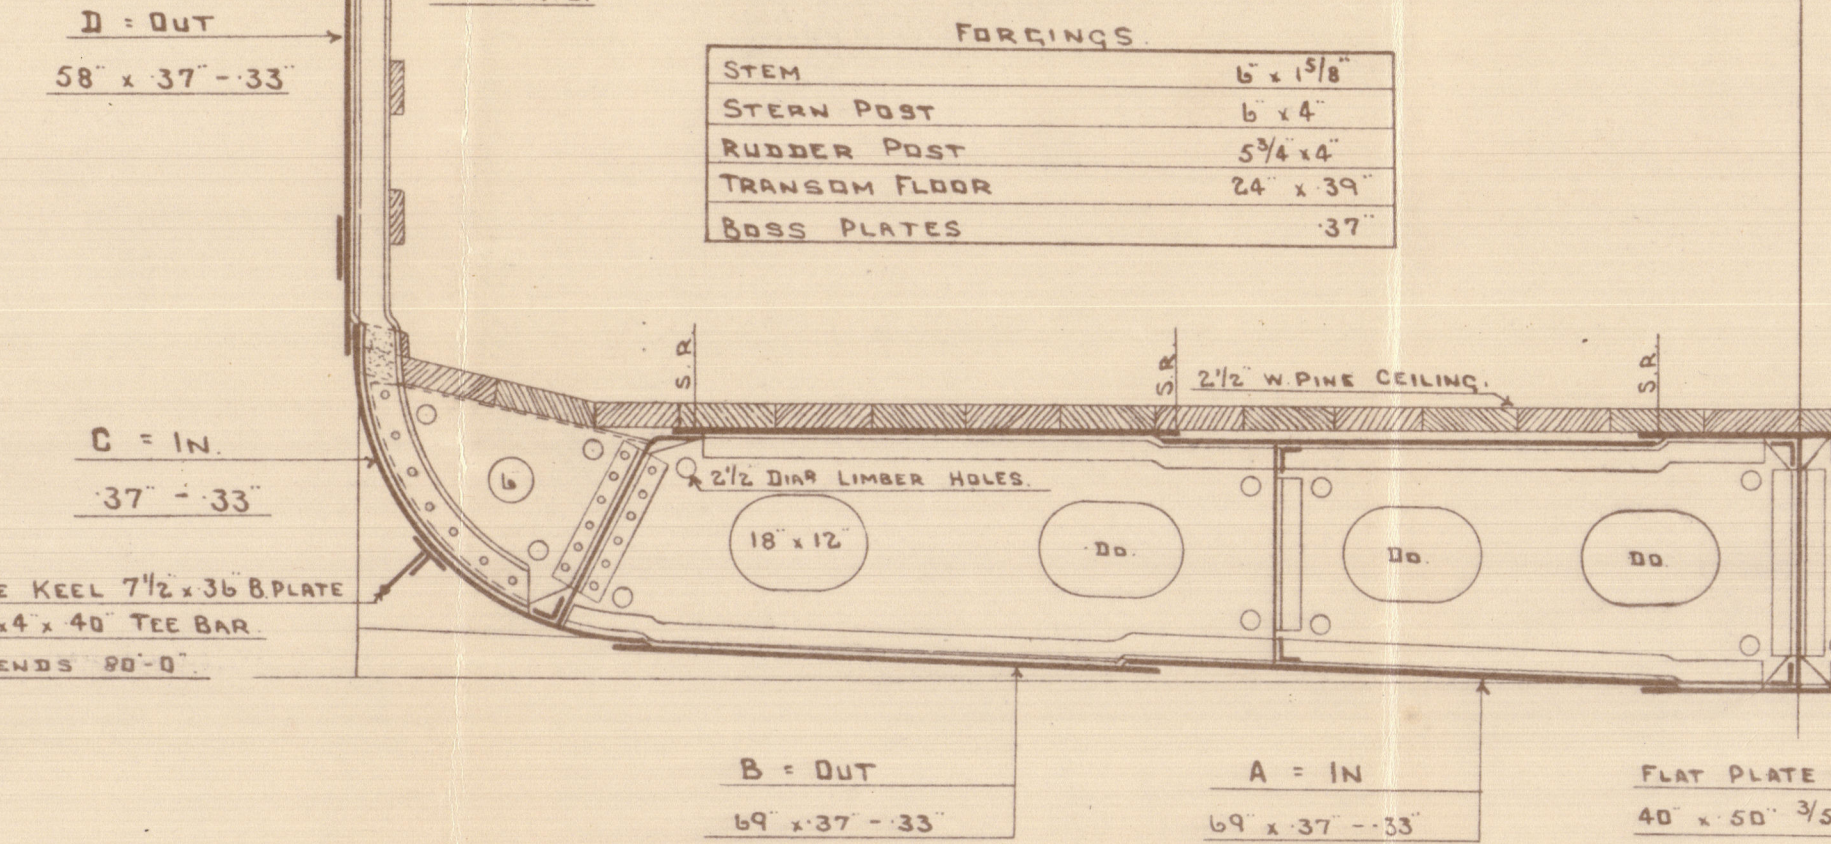 D = OUT
58" x .37" - .33"
FORGINGS.
STEM 6" x 1 5/8"
STERN POST 6" x 4"
RUDDER POST 5 3/4" x 4"
TRANSOM FLOOR 24" x .39"
BOSS PLATES .37"
S.R.
S.R.
S.R.
2 1/2" W. PINE CEILING.
C = IN.
.37" - .33"
6
2 1/2" DIAR LIMBER HOLES.
18" x 12"
Do.
Do.
Do.
KEEL 7 1/2" x .36" B. PLATE
x 4" x .40" TEE BAR.
ENDS 80'-0".
B = OUT
69" x .37" - .33"
A = IN
69" x .37" - .33"
FLAT PLATE
40" x .50" 3/5